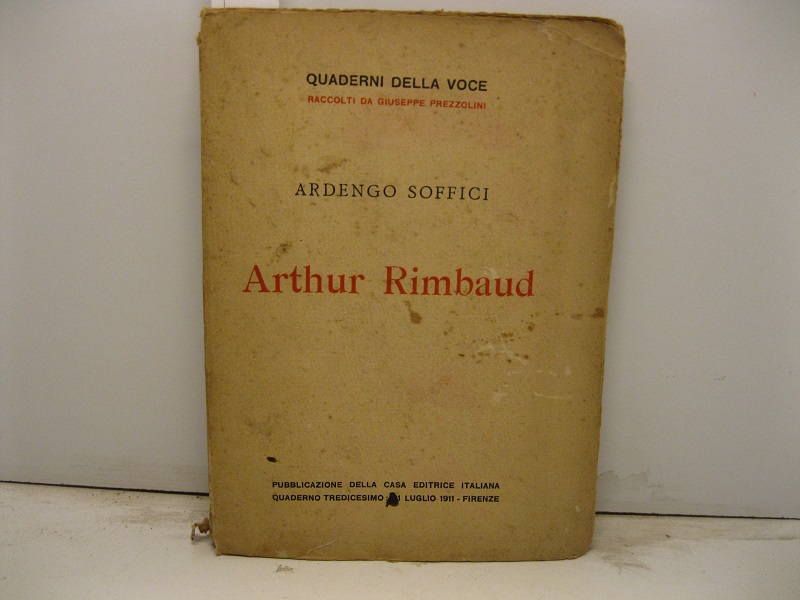 QUADERNI DELLA VOCE
RACCOLTI DA GIUSEPPE PREZZOLINI
ARDENGO SOFFICI
Arthur Rimbaud
PUBBLICAZIONE DELLA CASA EDITRICE ITALIANA
QUADERNO TREDICESIMO LUGLIO 1911 - FIRENZE